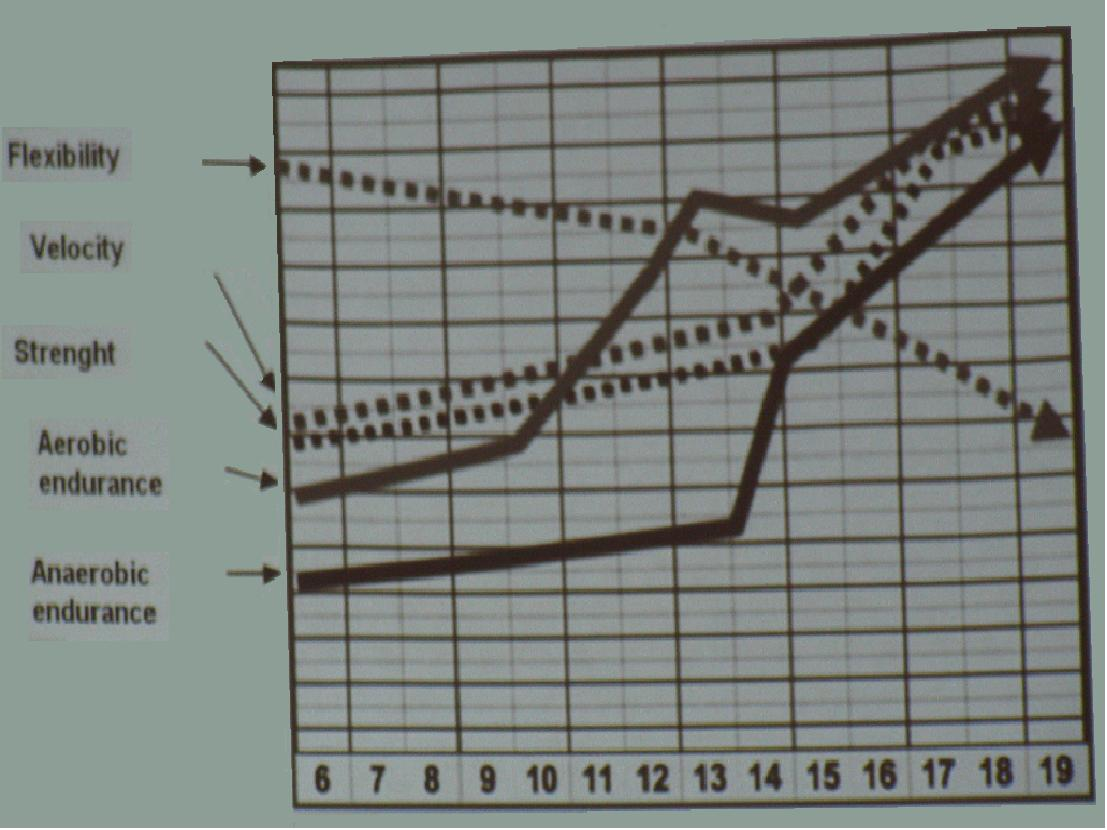 Flexibility
Velocity
Strenght
Aerobic
endurance
Anaerobic
endurance
6 7 8 9 10 11 12 13 14 15 16 17 18 19